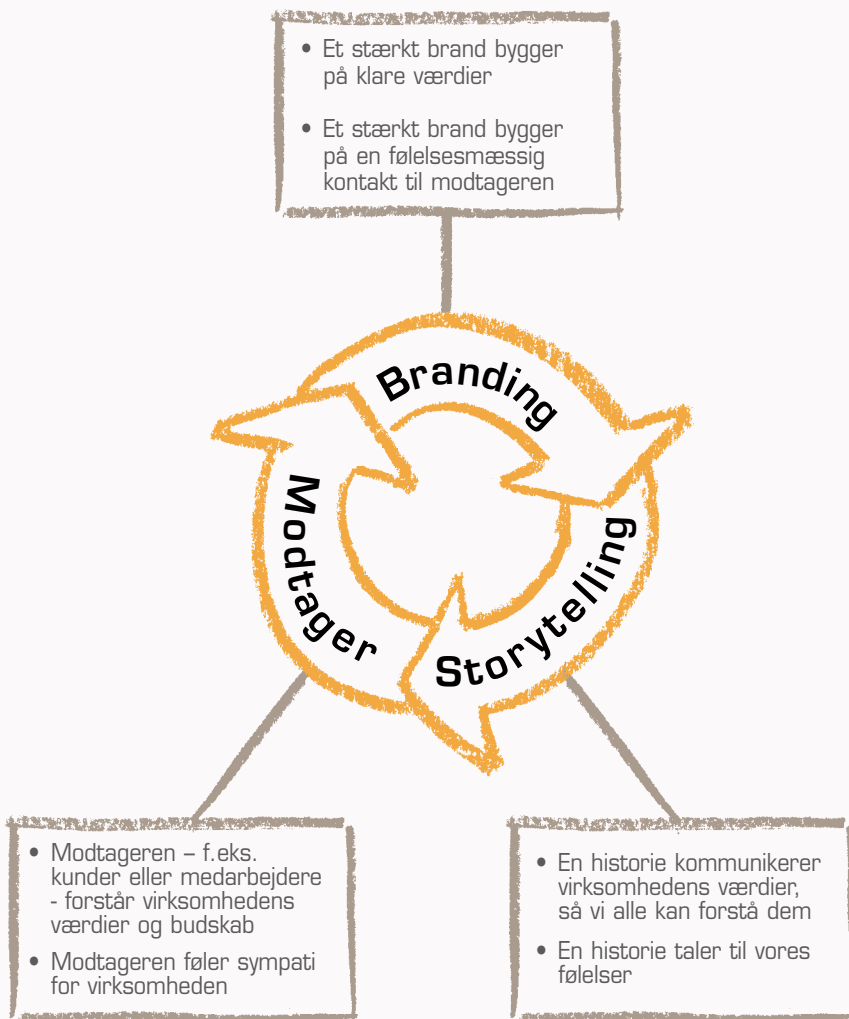 • Et stærkt brand bygger
på klare værdier
• Et stærkt brand bygger
på en følelsesmæssig
kontakt til modtageren
Branding
Modtager
Storytelling
• Modtageren – f.eks.
kunder eller medarbejdere
- forstår virksomhedens
værdier og budskab
• Modtageren føler sympati
for virksomheden
• En historie kommunikerer
virksomhedens værdier,
så vi alle kan forstå dem
• En historie taler til vores
følelser